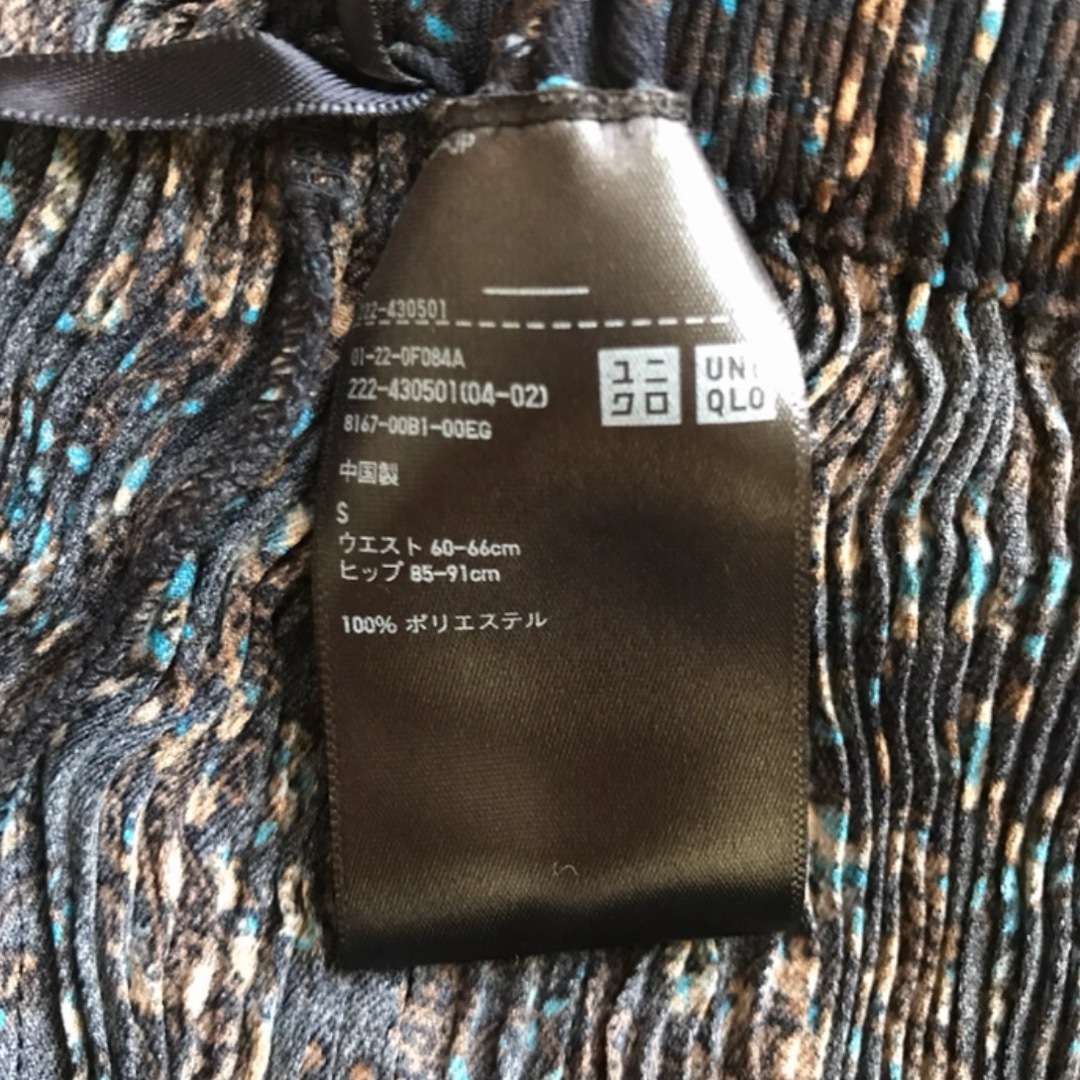 222-430501
01-22-0F084A
222-430501(04-02)
8167-00B1-00EG
ユニ
クロ
UNI
QLO
中国製
S
ウエスト 60-66cm
ヒップ 85-91cm
100% ポリエステル